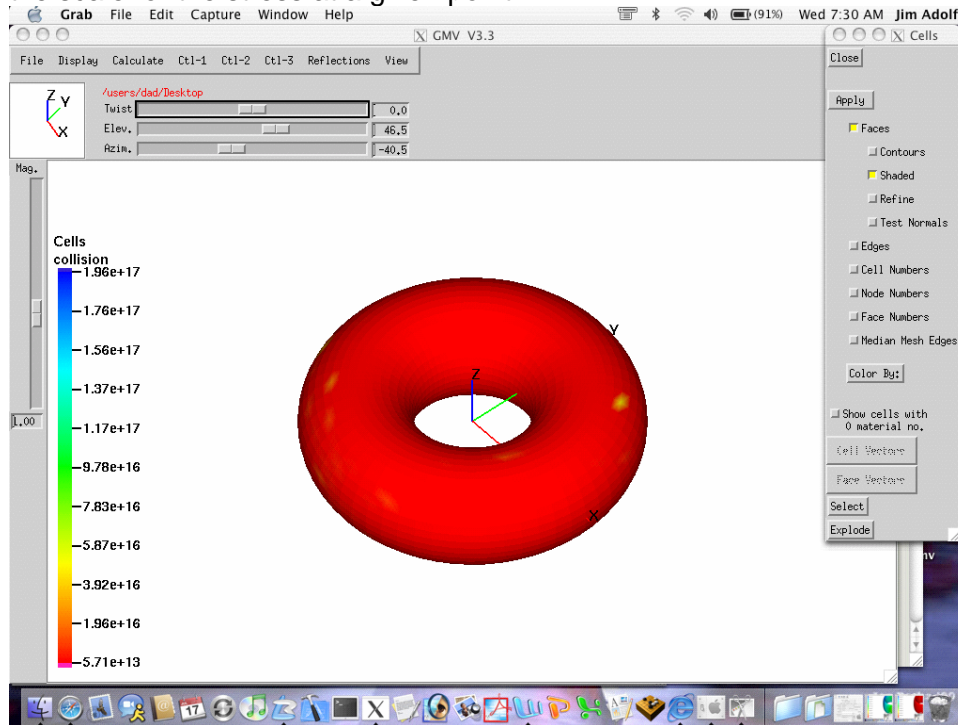 Grab File Edit Capture Window Help (91%) Wed 7:30 AM Jim Adolf
GMV V3.3
Cells
File Display Calculate Ctl-1 Ctl-2 Ctl-3 Reflections View
Close
/users/dad/Desktop
Z Y
X
Twist 0.0
Elev. 46.5
Azim. -40.5
Apply
Faces
Contours
Shaded
Refine
Test Normals
Edges
Cell Numbers
Node Numbers
Face Numbers
Median Mesh Edges
Color By:
Show cells with
0 material no.
Cell Vectors
Face Vectors
Select
Explode
Mag.
1.00
Cells
collision
1.96e+17
1.76e+17
1.56e+17
1.37e+17
1.17e+17
9.78e+16
7.83e+16
5.87e+16
3.92e+16
1.96e+16
5.71e+13
Y
Z
X
17